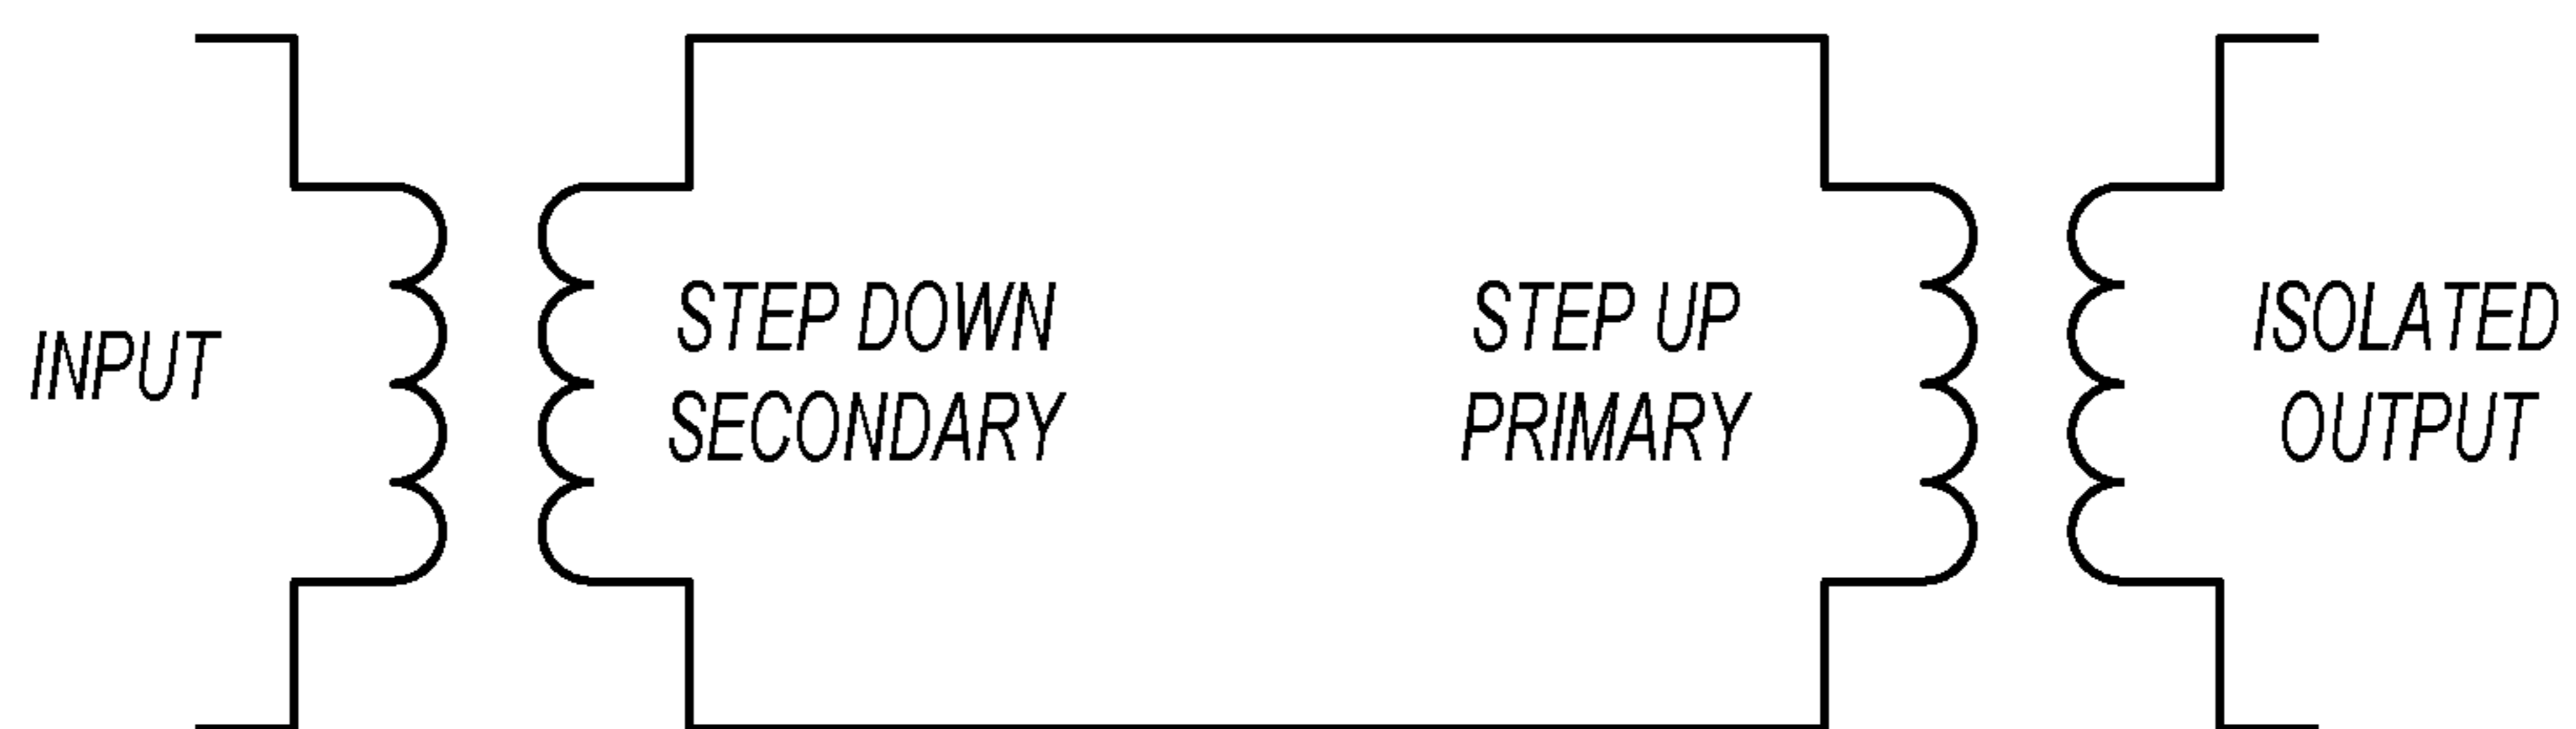 INPUT
STEP DOWN
SECONDARY
STEP UP
PRIMARY
ISOLATED
OUTPUT